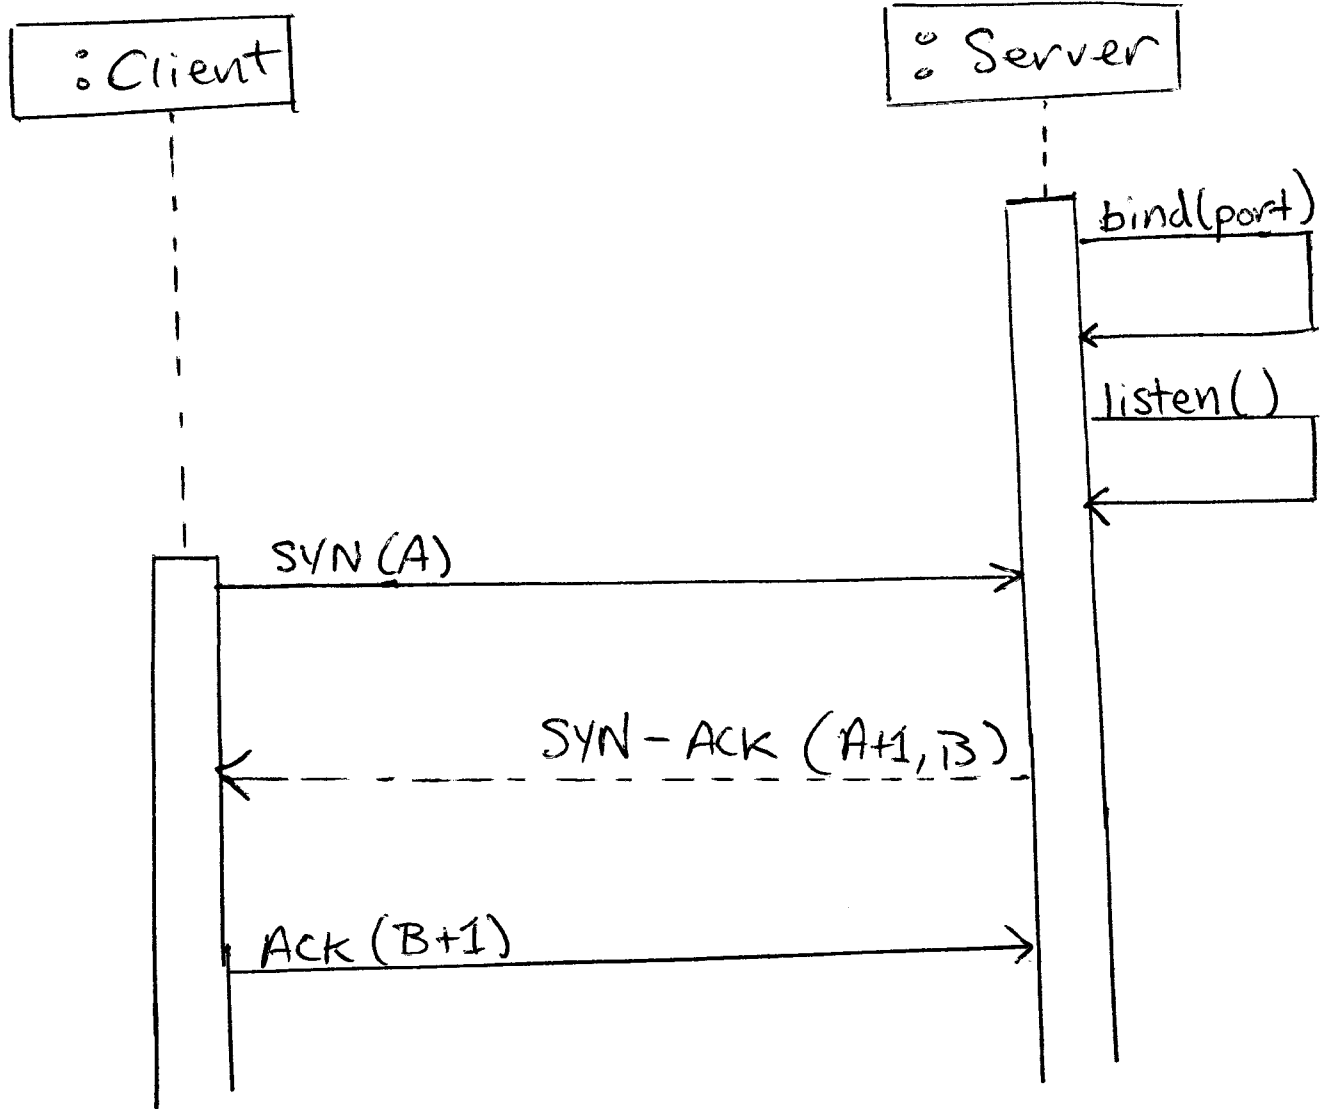 :Client
: Server
bind(port)
listen()
SYN (A)
SYN-ACK (A+1, B)
ACK (B+1)